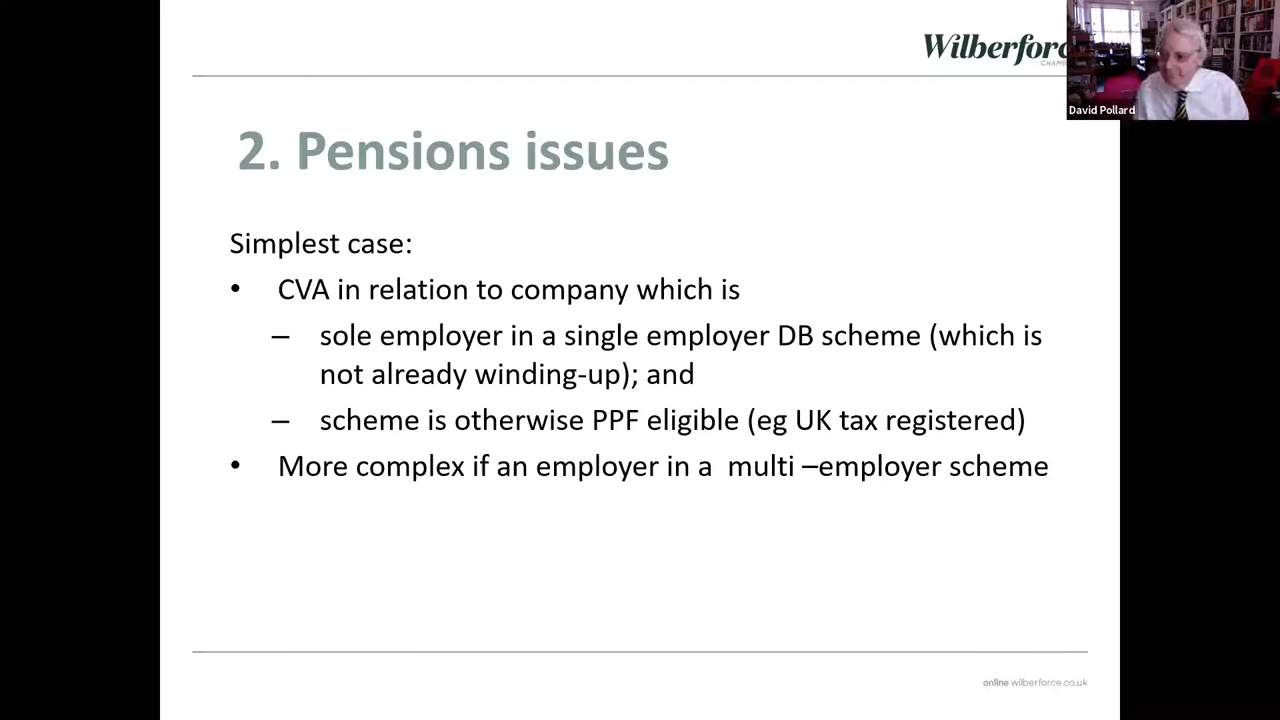 Wilberforc
CHAM
David Pollard
2. Pensions issues
Simplest case:
• CVA in relation to company which is
– sole employer in a single employer DB scheme (which is
not already winding-up); and
– scheme is otherwise PPF eligible (eg UK tax registered)
• More complex if an employer in a multi –employer scheme
online wilberforce.co.uk